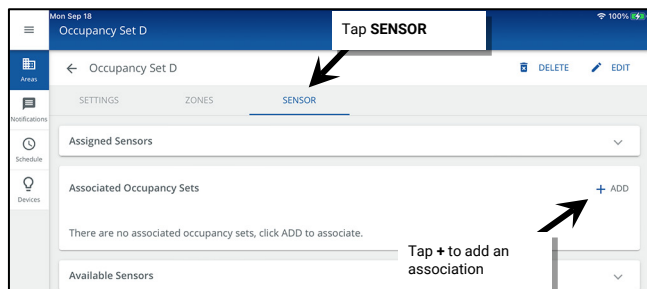 Mon Sep 18
100%
Occupancy Set D
Tap SENSOR
Areas
Occupancy Set D
DELETE
EDIT
Notifications
SETTINGS
ZONES
SENSOR
Schedule
Assigned Sensors
Devices
Associated Occupancy Sets
+ ADD
There are no associated occupancy sets, click ADD to associate.
Tap + to add an
association
Available Sensors